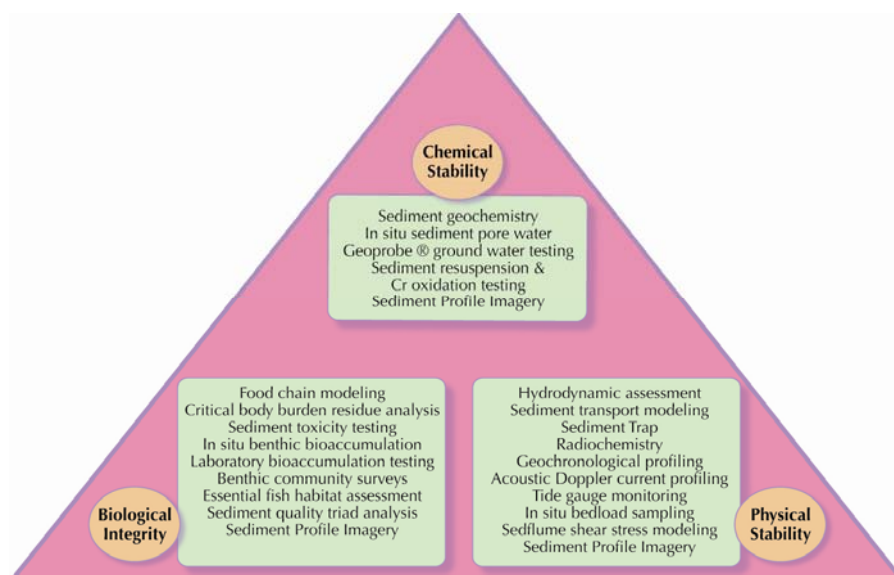 Chemical
Stability
Sediment geochemistry
In situ sediment pore water
Geoprobe ® ground water testing
Sediment resuspension &
Cr oxidation testing
Sediment Profile Imagery
Food chain modeling
Critical body burden residue analysis
Sediment toxicity testing
In situ benthic bioaccumulation
Laboratory bioaccumulation testing
Benthic community surveys
Essential fish habitat assessment
Sediment quality triad analysis
Sediment Profile Imagery
Biological
Integrity
Hydrodynamic assessment
Sediment transport modeling
Sediment Trap
Radiochemistry
Geochronological profiling
Acoustic Doppler current profiling
Tide gauge monitoring
In situ bedload sampling
Sedflume shear stress modeling
Sediment Profile Imagery
Physical
Stability